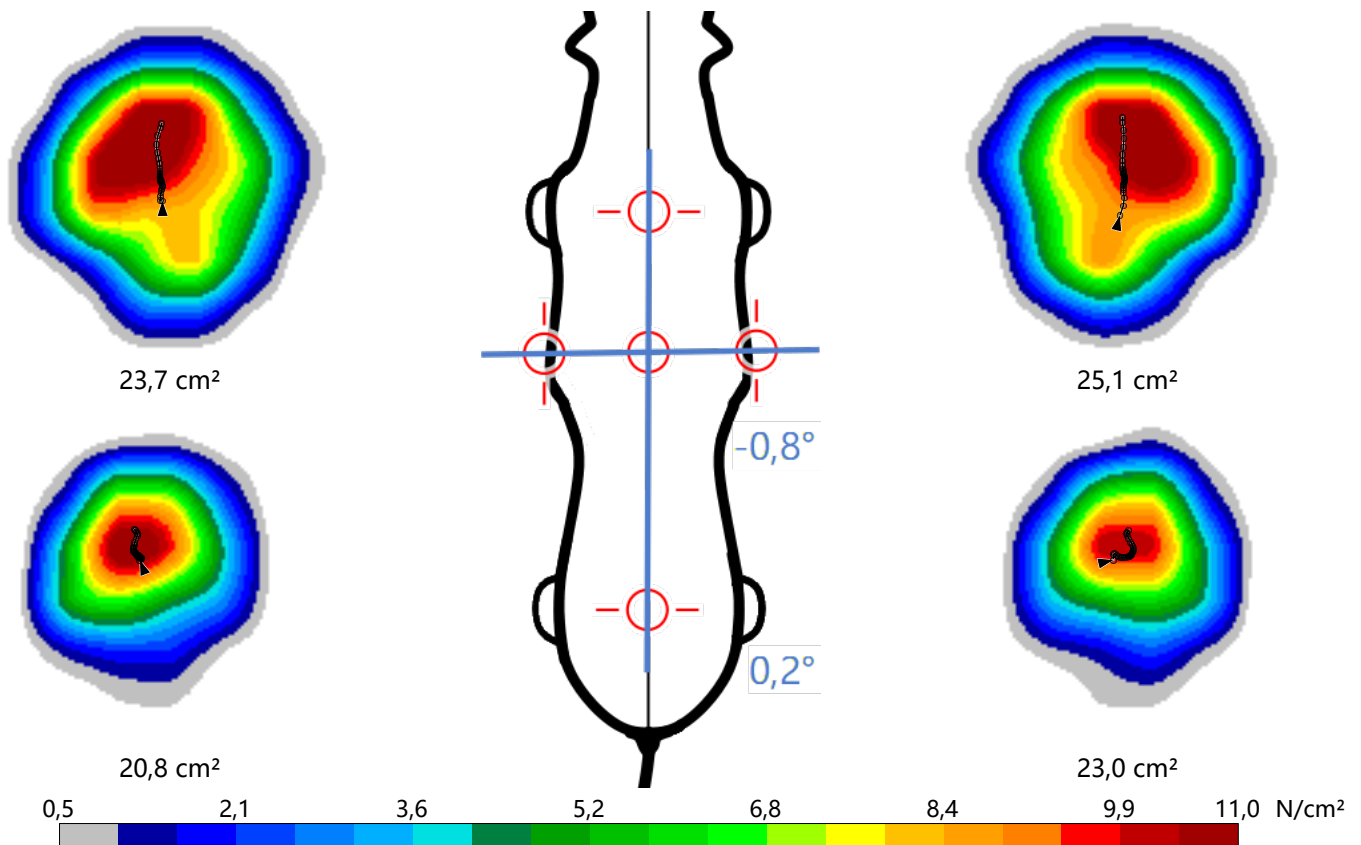 23,7 cm²
25,1 cm²
-0,8°
0,2°
20,8 cm²
23,0 cm²
0,5 2,1 3,6 5,2 6,8 8,4 9,9 11,0 N/cm²